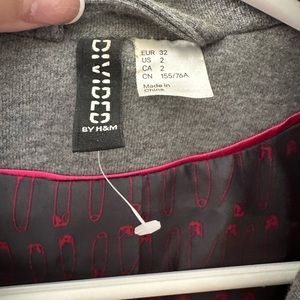 DIVIDED
BY H&M
EUR 32
US 2
CA 2
CN 155/76A
Made in
China